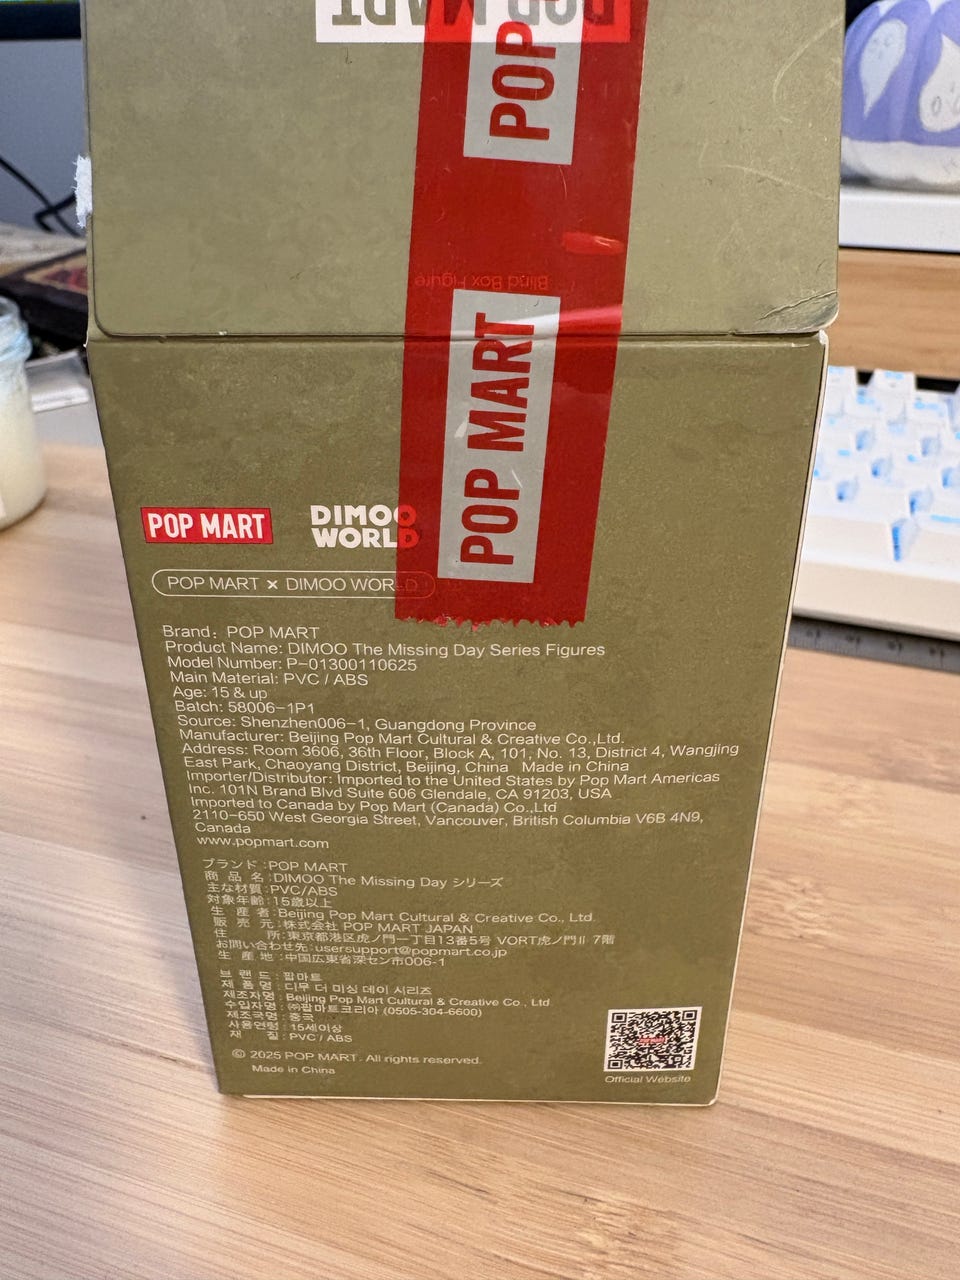 POP MART
POP
Blind Box Figure
POP MART
POP MART
DIMOO
WORLD
POP MART × DIMOO WORLD
Brand: POP MART
Product Name: DIMOO The Missing Day Series Figures
Model Number: P-01300110625
Main Material: PVC / ABS
Age: 15 & up
Batch: 58006-1P1
Source: Shenzhen006-1, Guangdong Province
Manufacturer: Beijing Pop Mart Cultural & Creative Co.,Ltd.
Address: Room 3606, 36th Floor, Block A, 101, No. 13, District 4, Wangjing
East Park, Chaoyang District, Beijing, China Made in China
Importer/Distributor: Imported to the United States by Pop Mart Americas
Inc. 101N Brand Blvd Suite 606 Glendale, CA 91203, USA
Imported to Canada by Pop Mart (Canada) Co.,Ltd
2110-650 West Georgia Street, Vancouver, British Columbia V6B 4N9,
Canada
www.popmart.com
ブランド:POP MART
商品名:DIMOO The Missing Day シリーズ
主な材質:PVC/ABS
対象年齢:15歳以上
生産者:Beijing Pop Mart Cultural & Creative Co., Ltd
販売元:株式会社 POP MART JAPAN
住所:東京都港区虎ノ門一丁目13番5号 VORT虎ノ門II 7階
お問い合わせ先:usersupport@popmart.co.jp
生産地:中国広東省深セン市006-1
브랜드: 팝마트
제품명: 디무 더 미싱 데이 시리즈
제조자명: Beijing Pop Mart Cultural & Creative Co., Ltd
수입자명: ㈜팝마트코리아 (0505-304-6600)
제조국명: 중국
사용연령: 15세이상
재질: PVC / ABS
© 2025 POP MART. All rights reserved.
Made in China
POP MART
Official Website